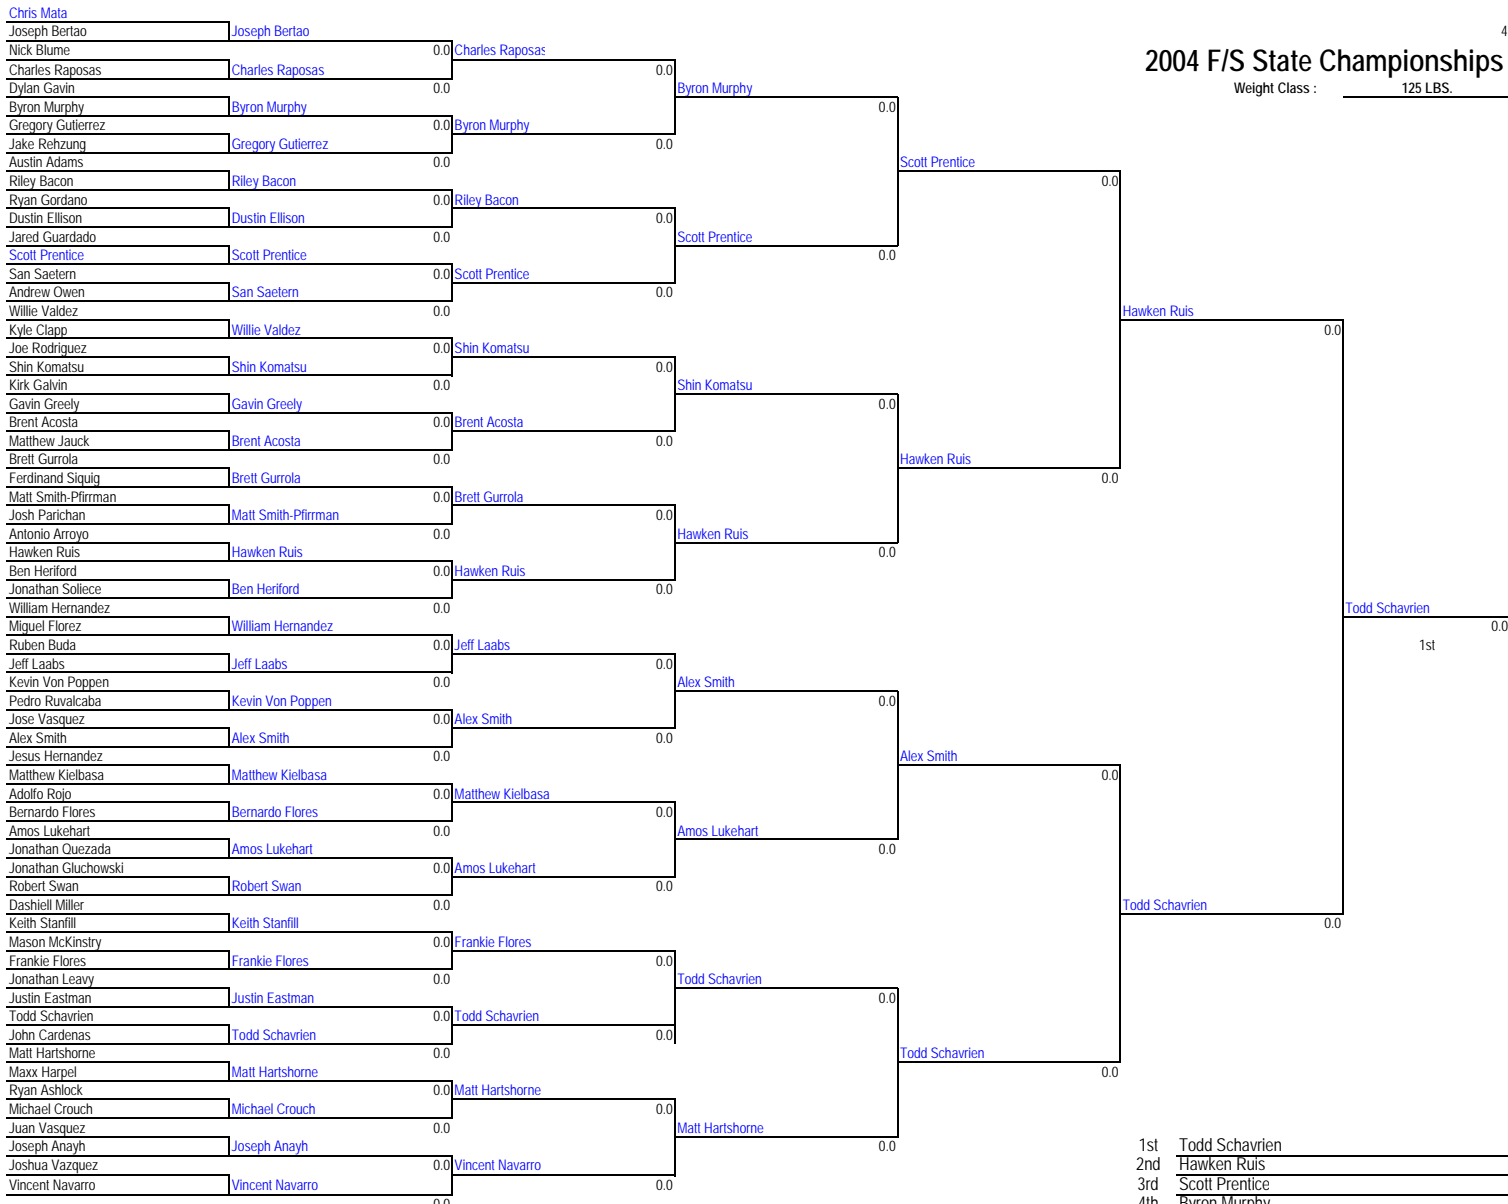 Chris Mata
Joseph Bertao Joseph Bertao 4
Nick Blume 0.0 Charles Raposas
2004 F/S State Championships
Charles Raposas Charles Raposas 0.0
Dylan Gavin 0.0 Byron Murphy Weight Class : 125 LBS.
Byron Murphy Byron Murphy 0.0
Gregory Gutierrez 0.0 Byron Murphy
Jake Rehzung Gregory Gutierrez 0.0
Austin Adams 0.0 Scott Prentice
Riley Bacon Riley Bacon 0.0
Ryan Gordano 0.0 Riley Bacon
Dustin Ellison Dustin Ellison 0.0
Jared Guardado 0.0 Scott Prentice
Scott Prentice Scott Prentice 0.0
San Saetern 0.0 Scott Prentice
Andrew Owen San Saetern 0.0
Willie Valdez 0.0 Hawken Ruis
Kyle Clapp Willie Valdez 0.0
Joe Rodriguez 0.0 Shin Komatsu
Shin Komatsu Shin Komatsu 0.0
Kirk Galvin 0.0 Shin Komatsu
Gavin Greely Gavin Greely 0.0
Brent Acosta 0.0 Brent Acosta
Matthew Jauck Brent Acosta 0.0
Brett Gurrola 0.0 Hawken Ruis
Ferdinand Siquig Brett Gurrola 0.0
Matt Smith-Pfirrman 0.0 Brett Gurrola
Josh Parichan Matt Smith-Pfirrman 0.0
Antonio Arroyo 0.0 Hawken Ruis
Hawken Ruis Hawken Ruis 0.0
Ben Heriford 0.0 Hawken Ruis
Jonathan Soliece Ben Heriford 0.0
William Hernandez 0.0 Todd Schavrien
Miguel Florez William Hernandez 0.0
Ruben Buda 0.0 Jeff Laabs 1st
Jeff Laabs Jeff Laabs 0.0
Kevin Von Poppen 0.0 Alex Smith
Pedro Ruvalcaba Kevin Von Poppen 0.0
Jose Vasquez 0.0 Alex Smith
Alex Smith Alex Smith 0.0
Jesus Hernandez 0.0 Alex Smith
Matthew Kielbasa Matthew Kielbasa 0.0
Adolfo Rojo 0.0 Matthew Kielbasa
Bernardo Flores Bernardo Flores 0.0
Amos Lukehart 0.0 Amos Lukehart
Jonathan Quezada Amos Lukehart 0.0
Jonathan Gluchowski 0.0 Amos Lukehart
Robert Swan Robert Swan 0.0
Dashiell Miller 0.0 Todd Schavrien
Keith Stanfill Keith Stanfill 0.0
Mason McKinstry 0.0 Frankie Flores
Frankie Flores Frankie Flores 0.0
Jonathan Leavy 0.0 Todd Schavrien
Justin Eastman Justin Eastman 0.0
Todd Schavrien 0.0 Todd Schavrien
John Cardenas Todd Schavrien 0.0
Matt Hartshorne 0.0 Todd Schavrien
Maxx Harpel Matt Hartshorne 0.0
Ryan Ashlock 0.0 Matt Hartshorne
Michael Crouch Michael Crouch 0.0
Juan Vasquez 0.0 Matt Hartshorne
Joseph Anayh Joseph Anayh 0.0 1st Todd Schavrien
Joshua Vazquez 0.0 Vincent Navarro 2nd Hawken Ruis
Vincent Navarro Vincent Navarro 0.0 3rd Scott Prentice
0.0 4th Byron Murphy